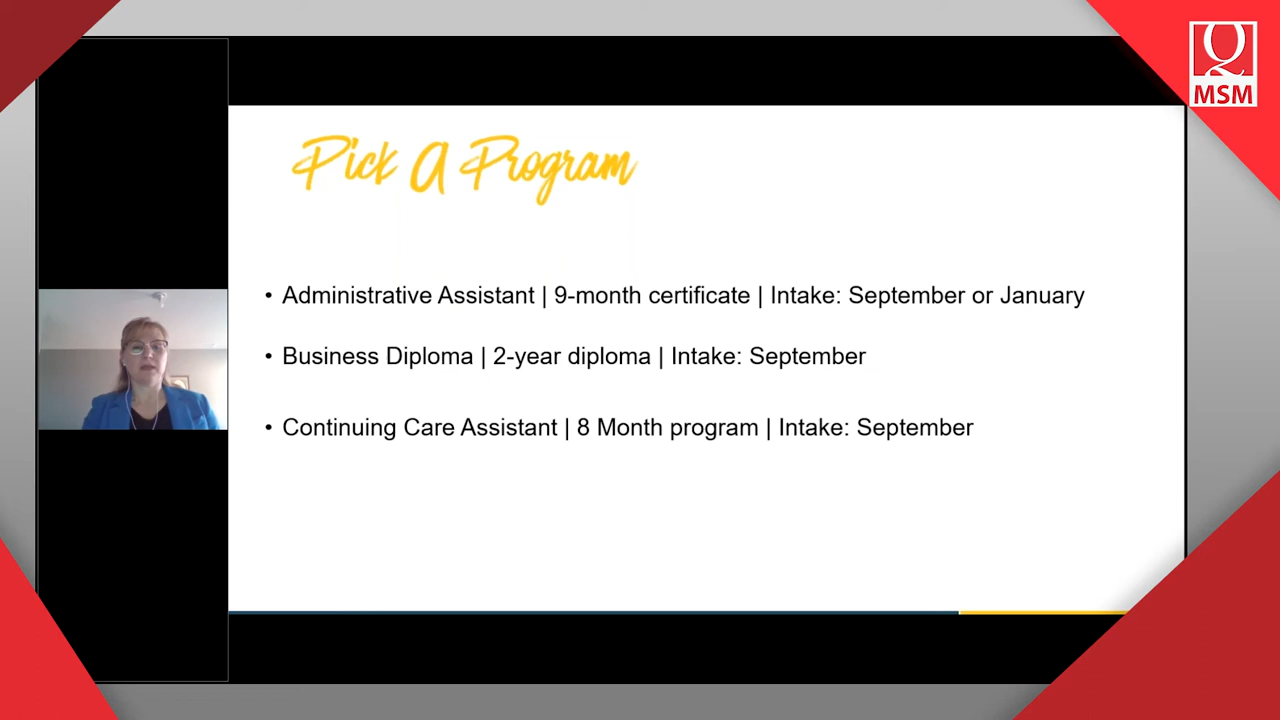 Q
MSM
Pick A Program
• Administrative Assistant | 9-month certificate | Intake: September or January
• Business Diploma | 2-year diploma | Intake: September
• Continuing Care Assistant | 8 Month program | Intake: September